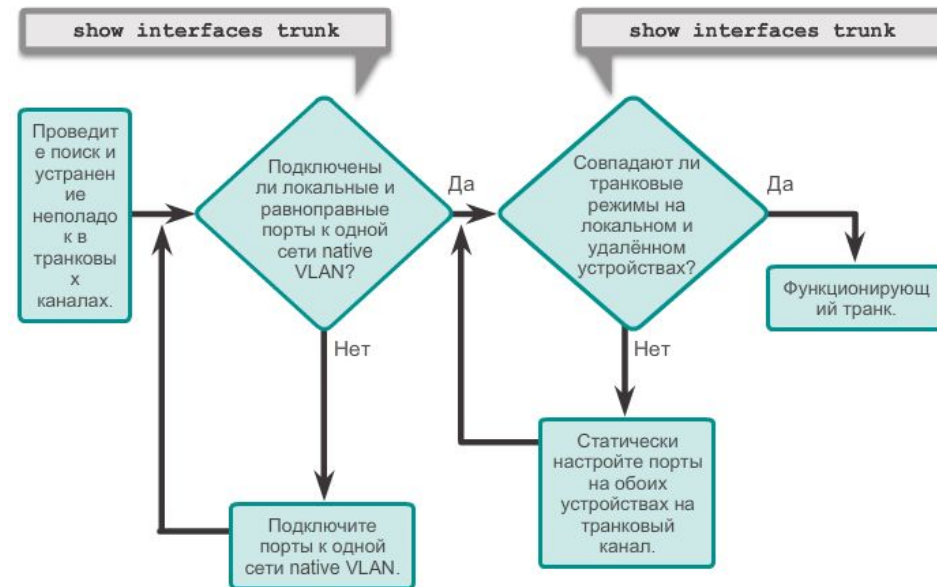 show interfaces trunk
show interfaces trunk
Проведит
е поиск и
устранен
ие
неполадо
к в
транковы
х
каналах.
Подключены
ли локальные и
равноправные
порты к одной
сети native
VLAN?
Да
Совпадают ли
транковые
режимы на
локальном и
удалённом
устройствах?
Да
Функционирующ
ий транк.
Нет
Нет
Подключите
порты к одной
сети native VLAN.
Статически
настройте порты
на обоих
устройствах на
транковый
канал.